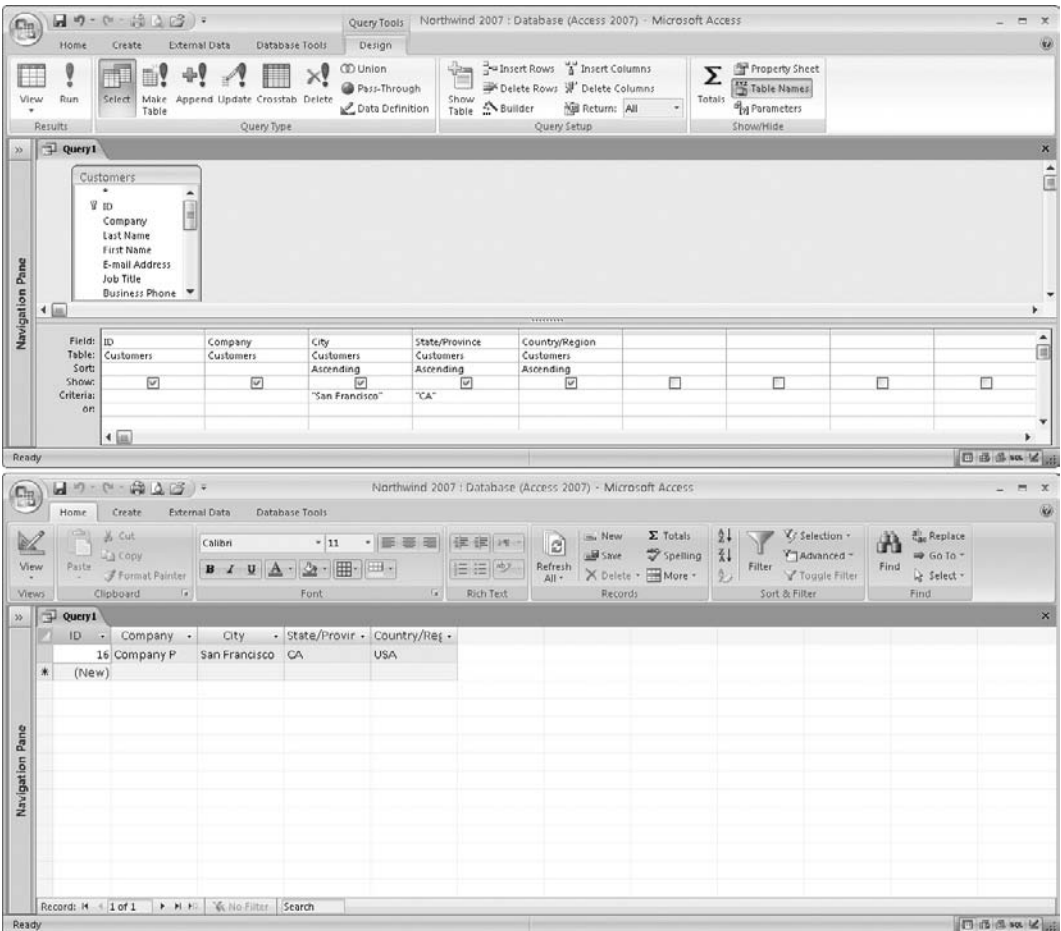 Query Tools Northwind 2007 : Database (Access 2007) - Microsoft Access
Home Create External Data Database Tools Design
View Run Select Make Table Append Update Crosstab Delete
Union
Pass-Through
Data Definition
Show Table
Insert Rows Insert Columns
Delete Rows Delete Columns
Builder Return: All
Totals
Property Sheet
Table Names
Parameters
Results Query Type Query Setup Show/Hide
Query1
Navigation Pane
Customers
*
ID
Company
Last Name
First Name
E-mail Address
Job Title
Business Phone
Field: ID Company City State/Province Country/Region
Table: Customers Customers Customers Customers Customers
Sort: Ascending Ascending Ascending
Show:
Criteria: "San Francisco" "CA"
or:
Ready SQL
Northwind 2007 : Database (Access 2007) - Microsoft Access
Home Create External Data Database Tools
View
Paste
Cut
Copy
Format Painter
Calibri 11
B I U A
Refresh All
New Totals
Save Spelling
Delete More
Filter
Selection
Advanced
Toggle Filter
Find
Replace
Go To
Select
Views Clipboard Font Rich Text Records Sort & Filter Find
Query1
Navigation Pane
ID Company City State/Provir Country/Reg
16 Company P San Francisco CA USA
* (New)
Record: 1 of 1 No Filter Search
Ready SQL